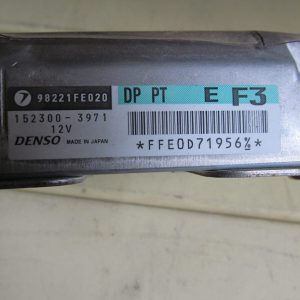 98221FE020 DP PT E F3
152300-3971
12V
DENSO MADE IN JAPAN
*FFE0D71956%*